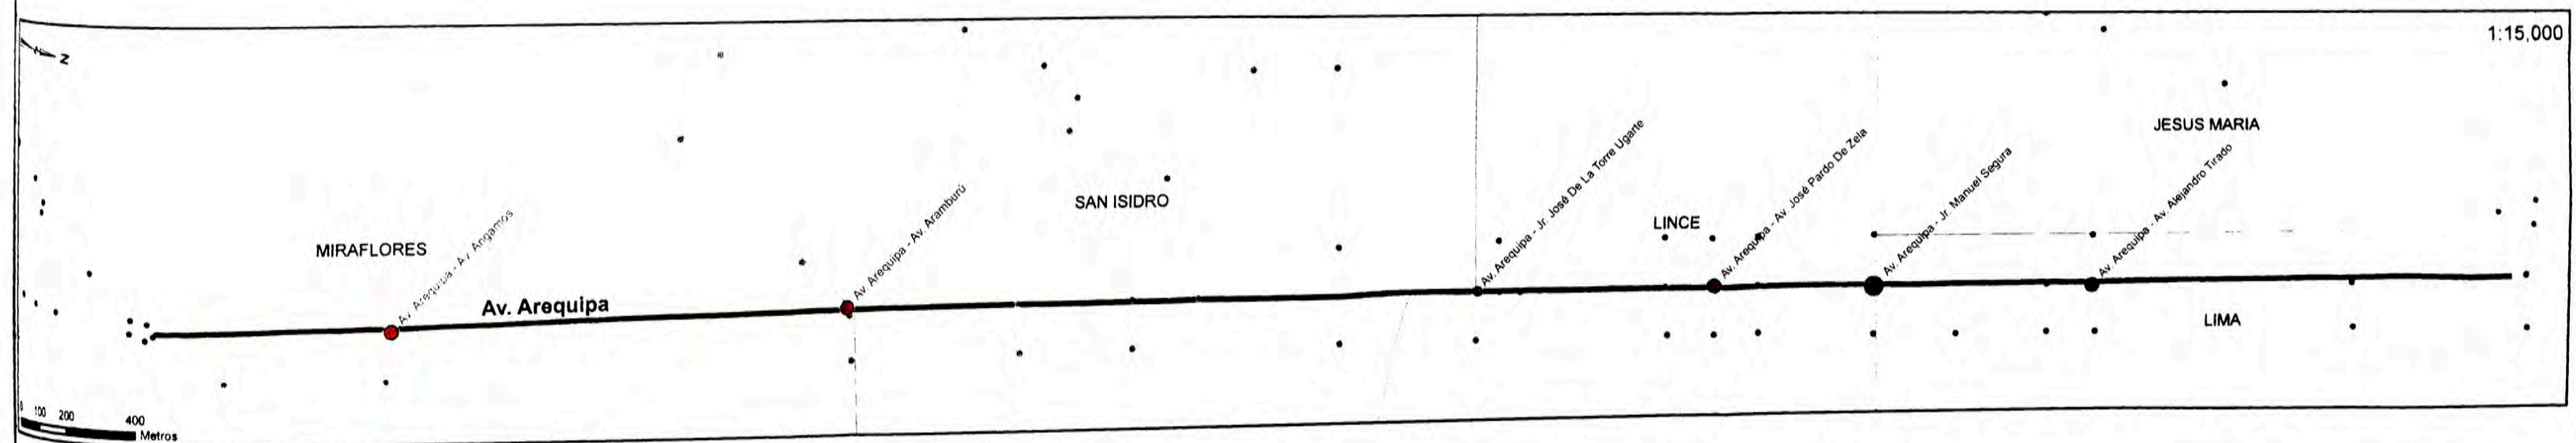 1:15,000
N
JESUS MARIA
Av. Arequipa - Jr. José De La Torre Ugarte
Av. Arequipa - Av. José Pardo De Zela
Av. Arequipa - Jr. Manuel Segura
Av. Arequipa - Av. Alejandro Tirado
Av. Arequipa - Av. Aramburú
SAN ISIDRO
Av. Arequipa - Av Angamos
LINCE
MIRAFLORES
Av. Arequipa
LIMA
0 100 200 400
Metros